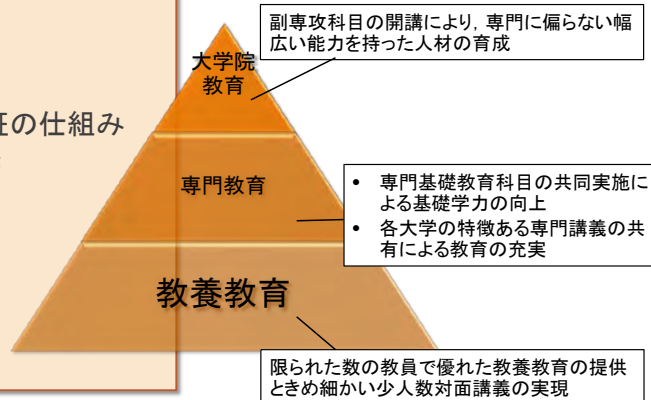 副専攻科目の開講により，専門に偏らない幅
広い能力を持った人材の育成
大学院
教育
の仕組み
専門教育
• 専門基礎教育科目の共同実施に
よる基礎学力の向上
• 各大学の特徴ある専門講義の共
有による教育の充実
教養教育
限られた数の教員で優れた教養教育の提供
ときめ細かい少人数対面講義の実現